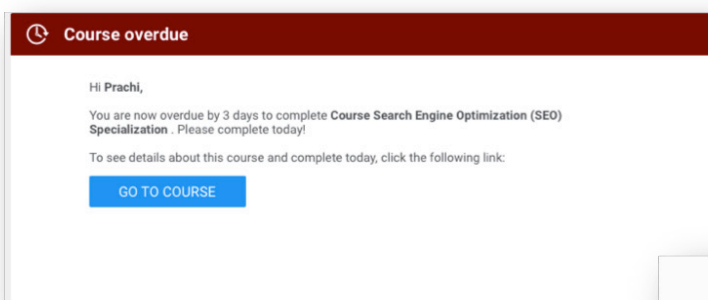 Course overdue
Hi Prachi,
You are now overdue by 3 days to complete Course Search Engine Optimization (SEO)
Specialization . Please complete today!
To see details about this course and complete today, click the following link:
GO TO COURSE